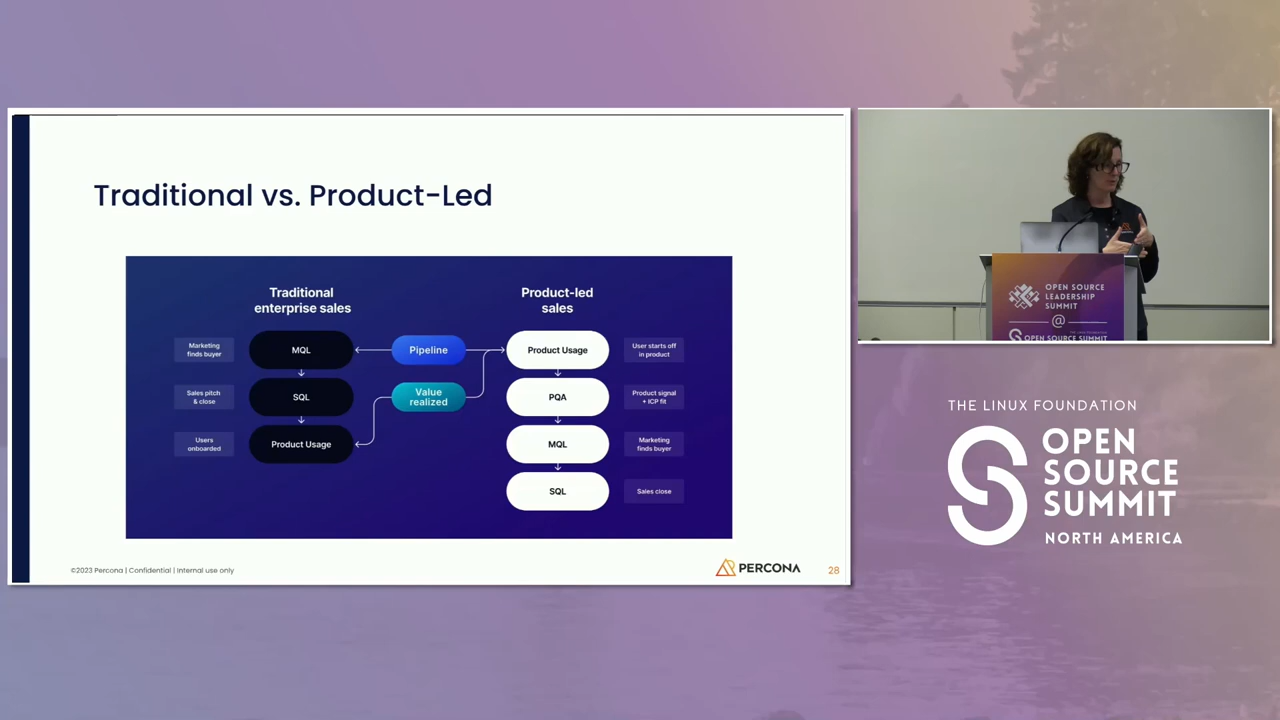 Traditional vs. Product-Led
Traditional
enterprise sales
Marketing
finds buyer
MQL
Sales pitch
& close
SQL
Users
onboarded
Product Usage
Pipeline
Value
realized
Product-led
sales
Product Usage
User starts off
in product
PQA
Product signal
+ ICP fit
MQL
Marketing
finds buyer
SQL
Sales close
©2023 Percona | Confidential | Internal use only
PERCONA
28
OPEN SOURCE
LEADERSHIP
SUMMIT
@
OPEN SOURCE SUMMIT
THE LINUX FOUNDATION
OPEN
SOURCE
SUMMIT
NORTH AMERICA